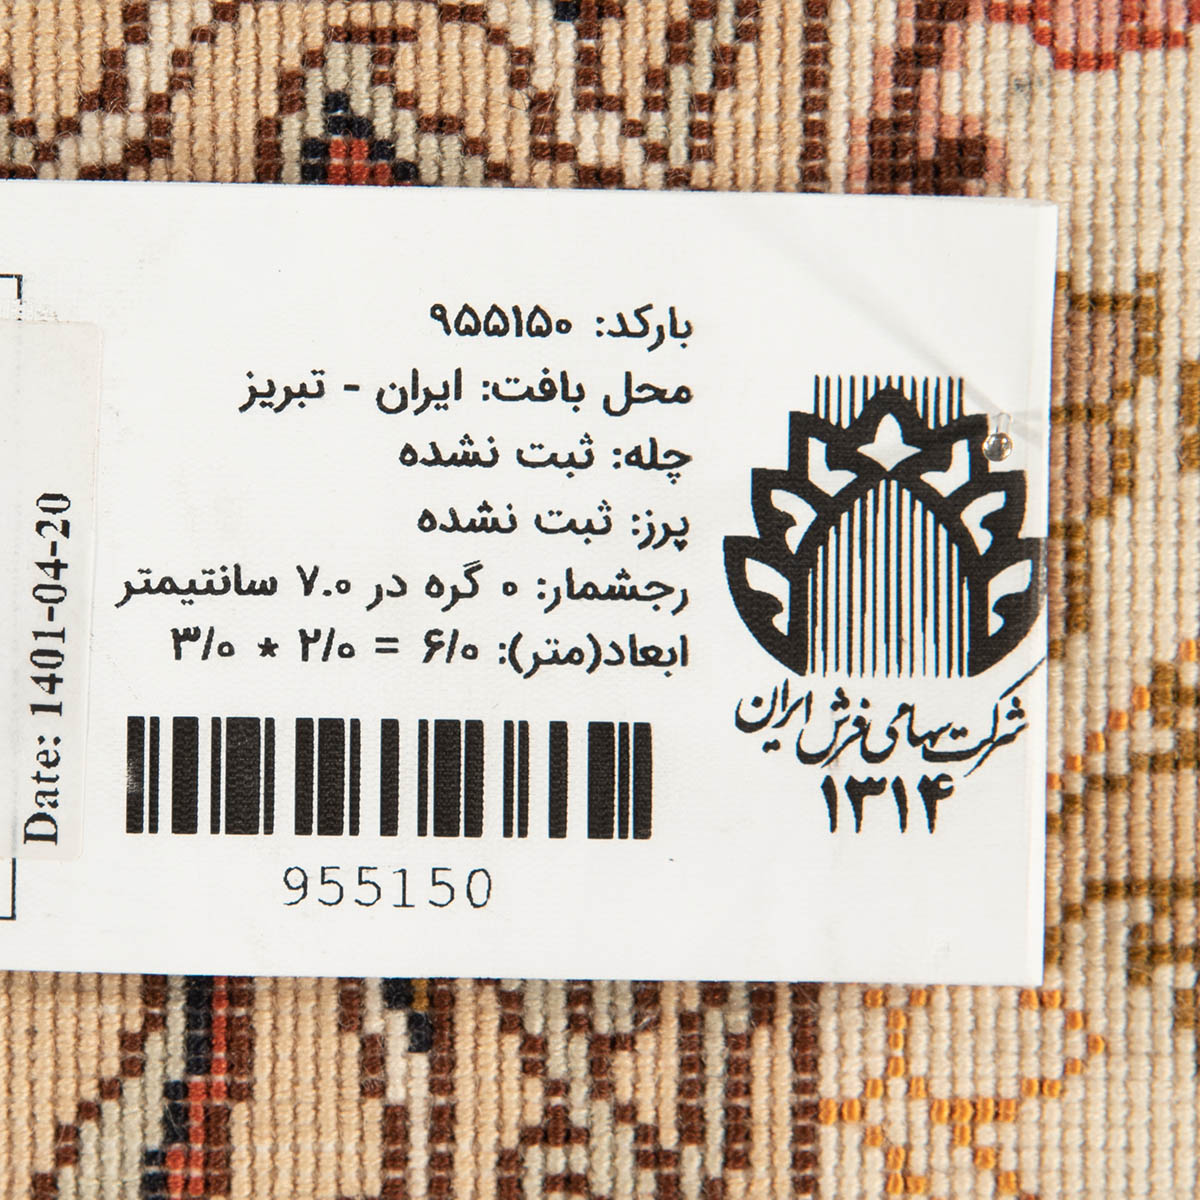 بارکد: ۹۵۵۱۵۰
محل بافت: ایران - تبریز
چله: ثبت نشده
پرز: ثبت نشده
رجشمار: ۰ گره در ۷.۰ سانتیمتر
ابعاد(متر): ۶/۰ = ۲/۰ * ۳/۰
955150
شرکت سهامی فرش ایران
۱۳۱۴
Date: 1401-04-20